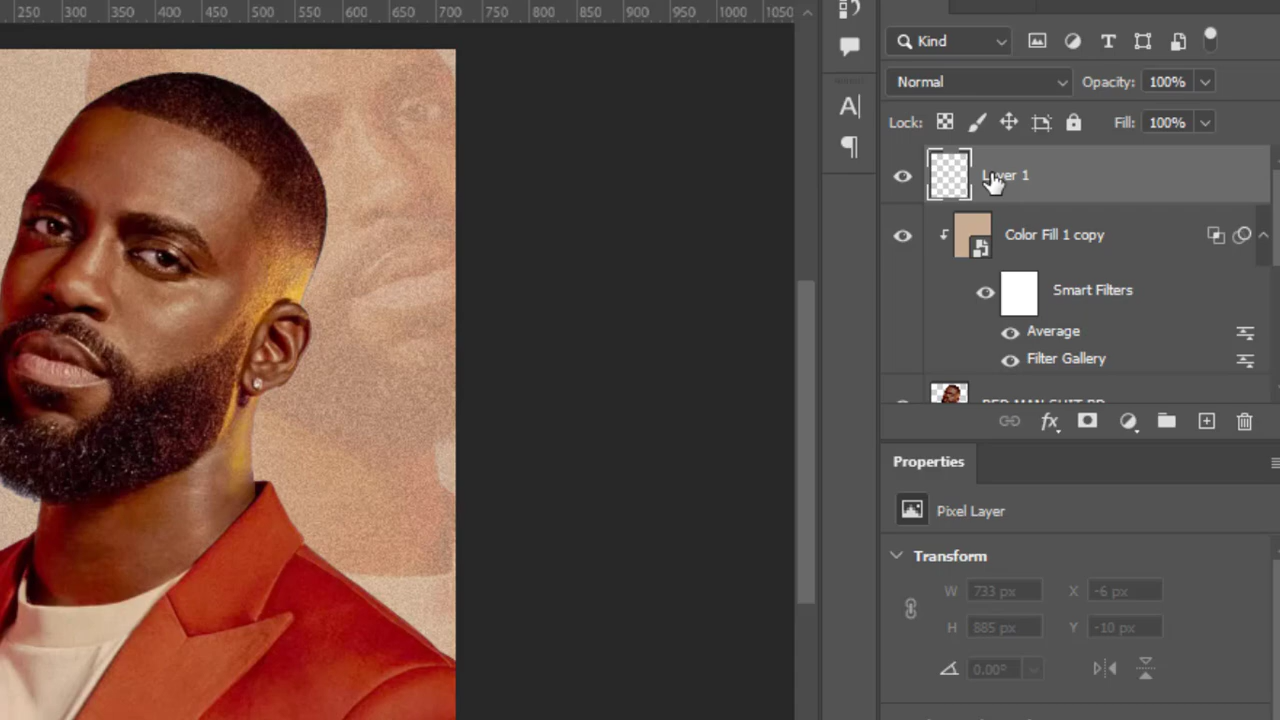 250 300 350 400 450 500 550 600 650 700 750 800 850 900 950 1000 1050
Kind
Normal Opacity: 100%
Lock: Fill: 100%
Layer 1
Color Fill 1 copy
Smart Filters
Average
Filter Gallery
Properties
Pixel Layer
Transform
W 733 px X -6 px
H 885 px Y -10 px
0.00°